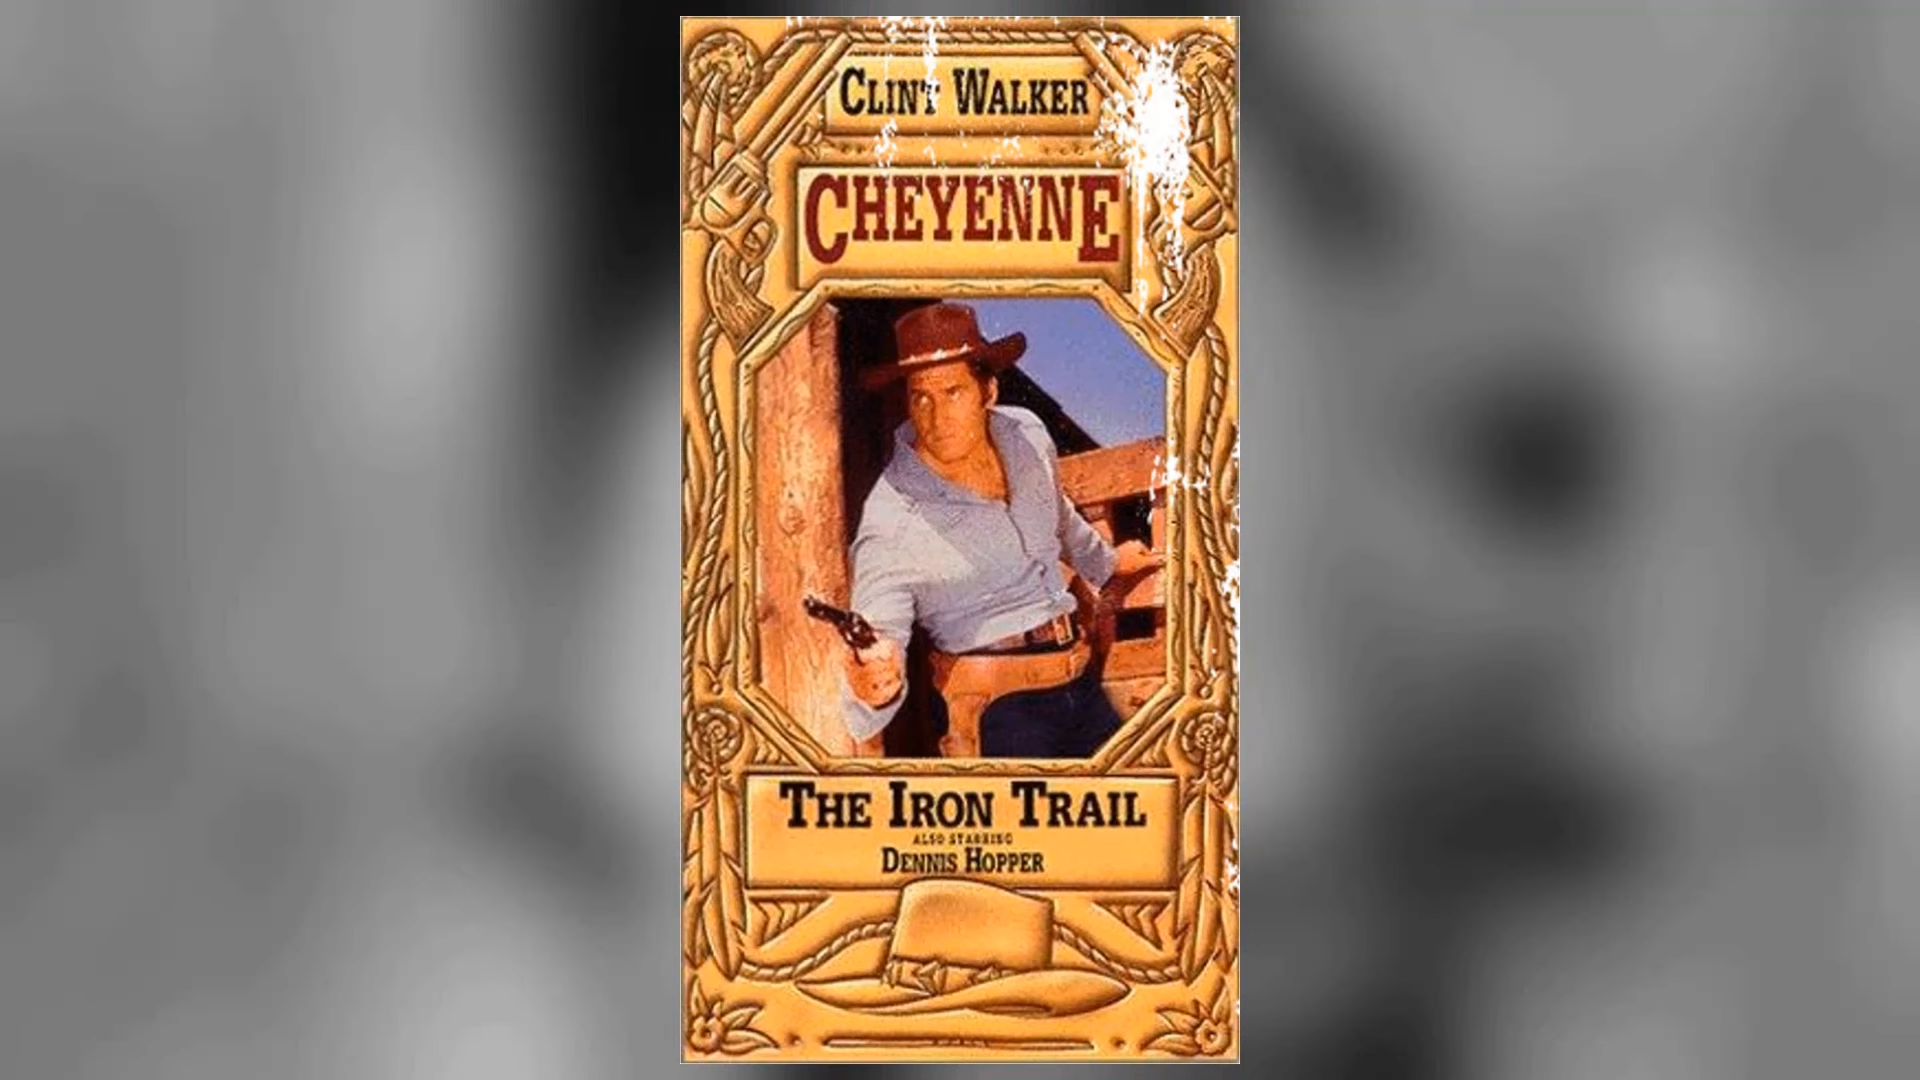 CLINT WALKER
CHEYENNE
THE IRON TRAIL
ALSO STARRING
DENNIS HOPPER